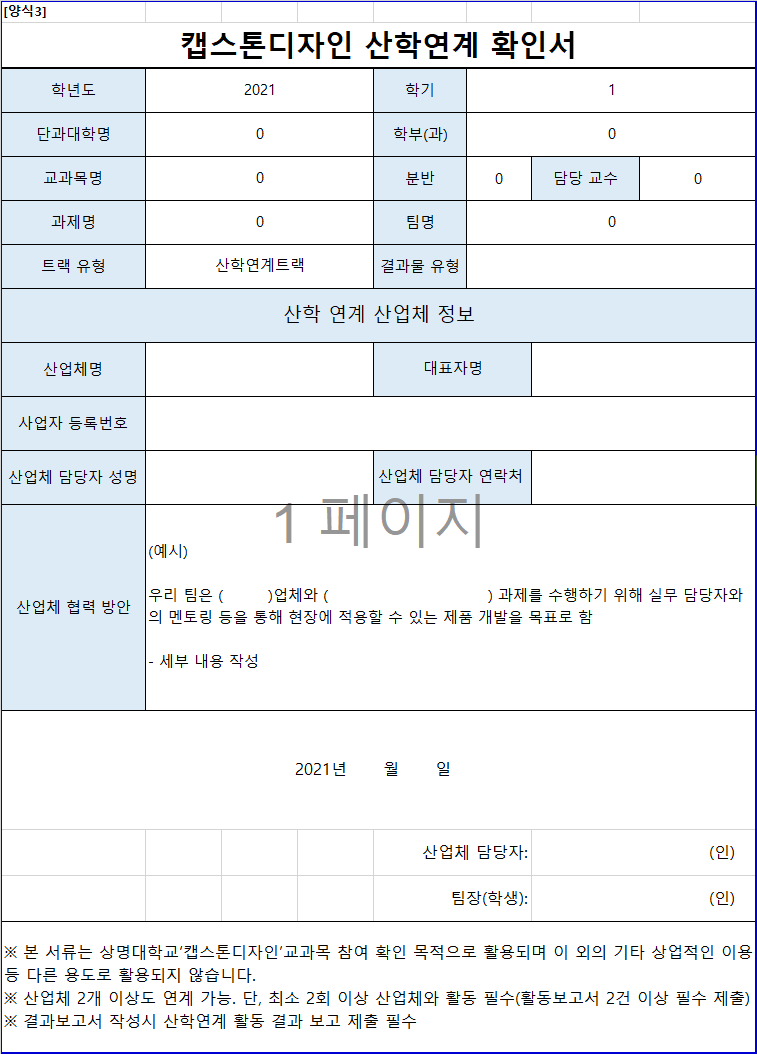 [양식3]
캡스톤디자인 산학연계 확인서
학년도 2021 학기 1
단과대학명 0 학부(과) 0
교과목명 0 분반 0 담당 교수 0
과제명 0 팀명 0
트랙 유형 산학연계트랙 결과물 유형
산학 연계 산업체 정보
산업체명 대표자명
사업자 등록번호
산업체 담당자 성명 산업체 담당자 연락처
1 페이지
산업체 협력 방안
(예시)
우리 팀은 ( )업체와 ( ) 과제를 수행하기 위해 실무 담당자와
의 멘토링 등을 통해 현장에 적용할 수 있는 제품 개발을 목표로 함
- 세부 내용 작성
2021년 월 일
산업체 담당자: (인)
팀장(학생): (인)
※ 본 서류는 상명대학교'캡스톤디자인'교과목 참여 확인 목적으로 활용되며 이 외의 기타 상업적인 이용
등 다른 용도로 활용되지 않습니다.
※ 산업체 2개 이상도 연계 가능. 단, 최소 2회 이상 산업체와 활동 필수(활동보고서 2건 이상 필수 제출)
※ 결과보고서 작성시 산학연계 활동 결과 보고 제출 필수